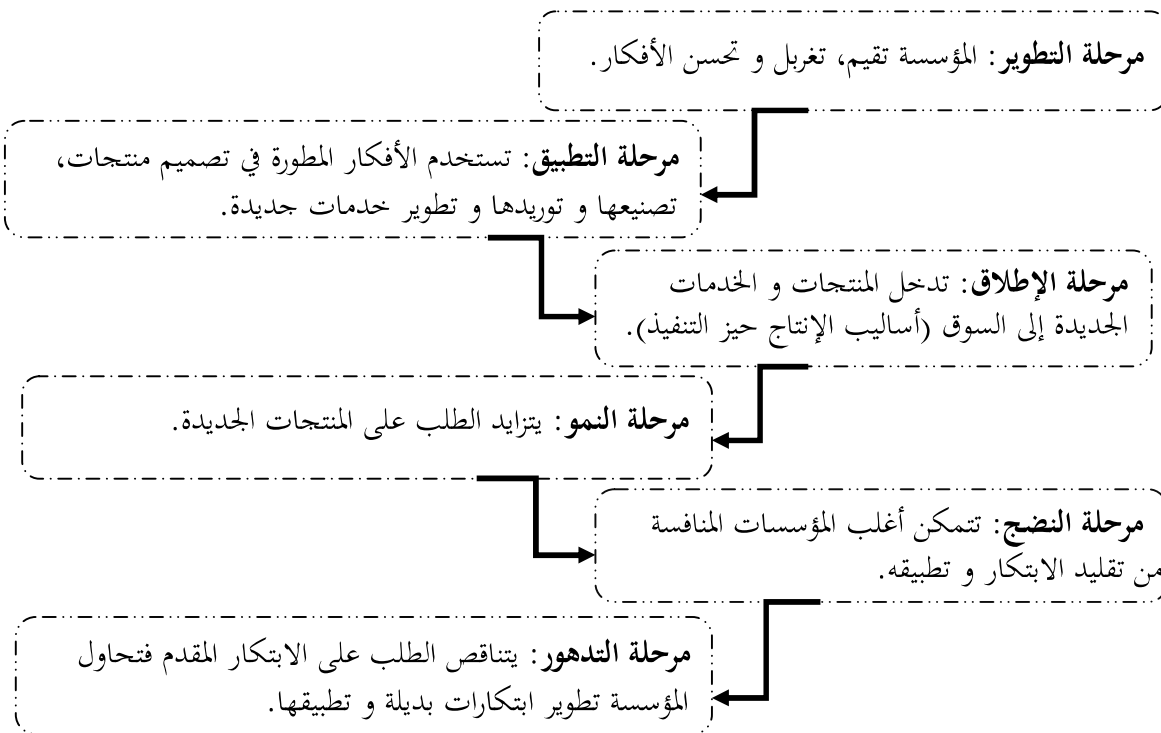 مرحلة التطوير: المؤسسة تقيم، تغربل و تحسن الأفكار.
مرحلة التطبيق: تستخدم الأفكار المطورة في تصميم منتجات،
تصنيعها و توريدها و تطوير خدمات جديدة.
مرحلة الإطلاق: تدخل المنتجات و الخدمات
الجديدة إلى السوق (أساليب الإنتاج حيز التنفيذ).
مرحلة النمو: يتزايد الطلب على المنتجات الجديدة.
مرحلة النضج: تتمكن أغلب المؤسسات المنافسة
من تقليد الابتكار و تطبيقه.
مرحلة التدهور: يتناقص الطلب على الابتكار المقدم فتحاول
المؤسسة تطوير ابتكارات بديلة و تطبيقها.